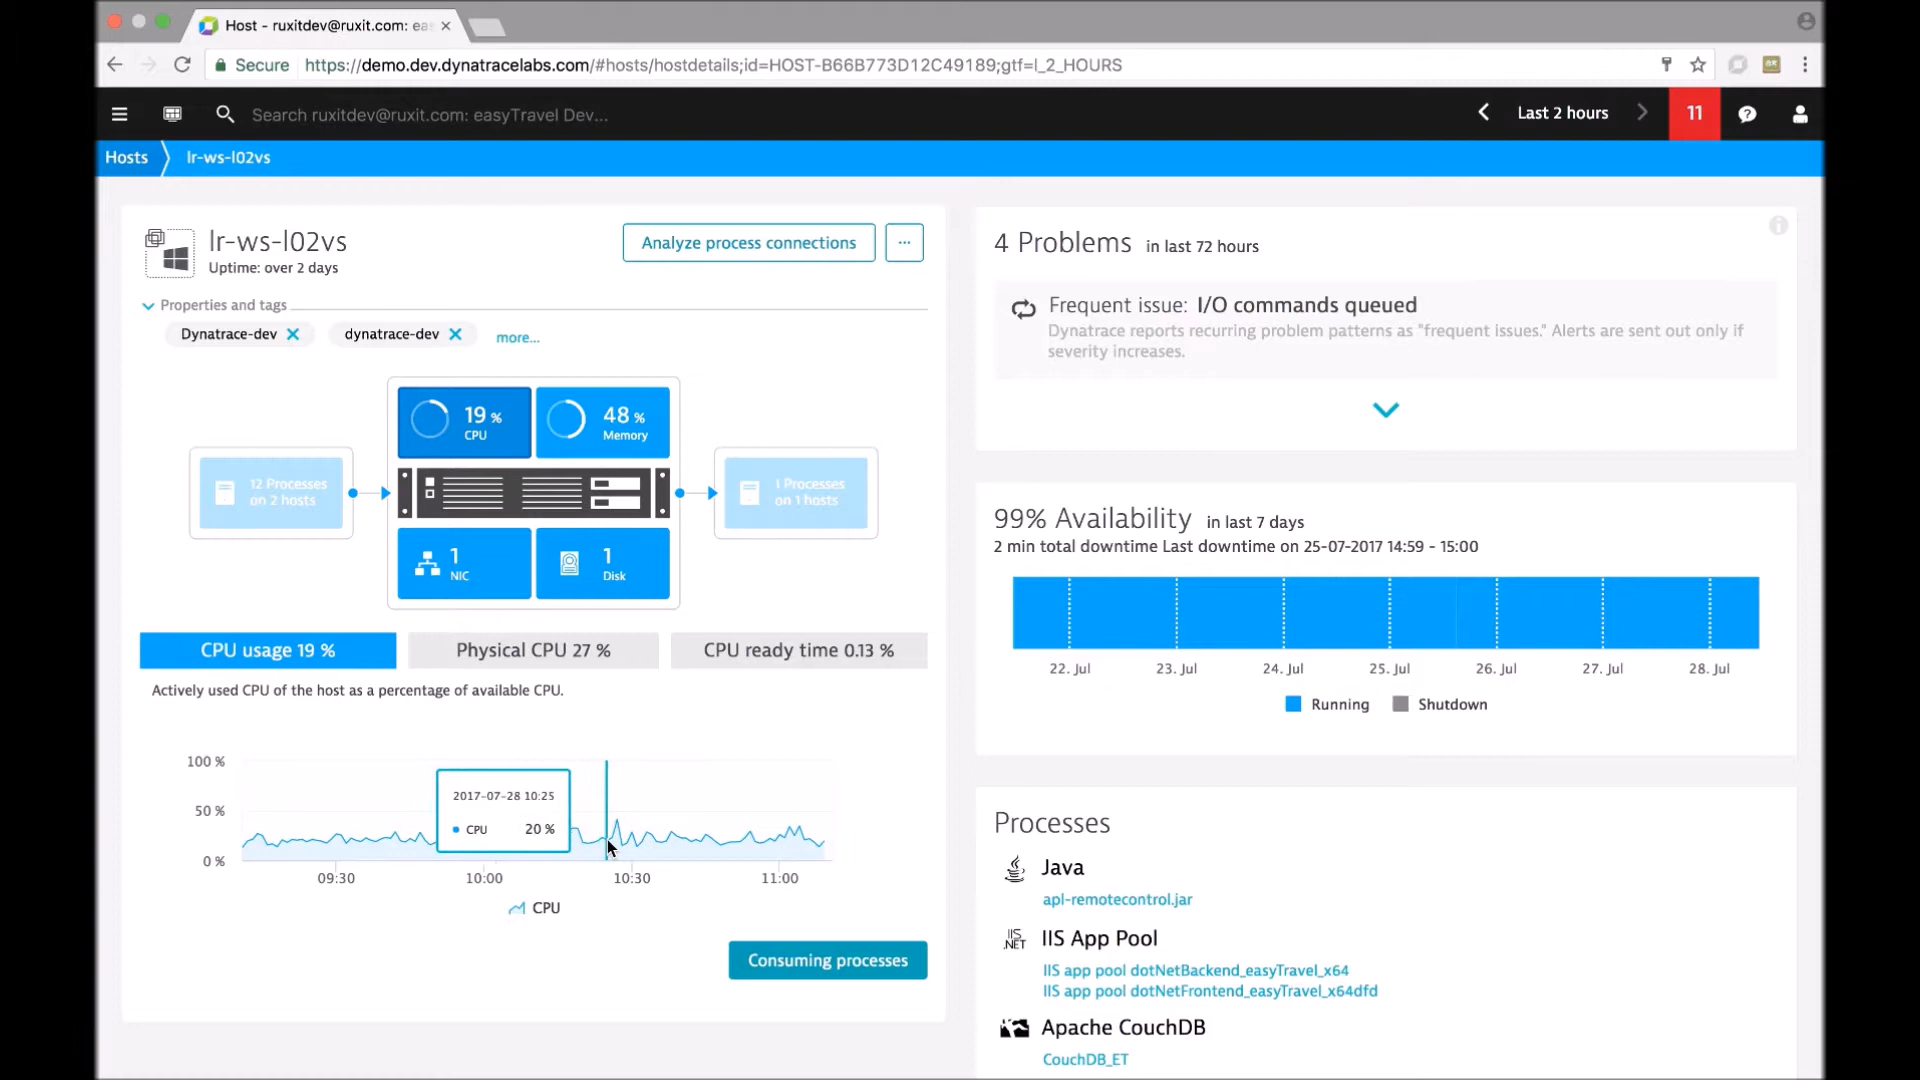 Host - ruxitdev@ruxit.com: eas
Secure https://demo.dev.dynatracelabs.com/#hosts/hostdetails;id=HOST-B66B773D12C49189;gtf=l_2_HOURS
Search ruxitdev@ruxit.com: easyTravel Dev...
Last 2 hours
11
Hosts
lr-ws-l02vs
lr-ws-l02vs
Uptime: over 2 days
Analyze process connections
...
Properties and tags
Dynatrace-dev
dynatrace-dev
more...
19 %
CPU
48 %
Memory
12 Processes
on 2 hosts
1 Processes
on 1 hosts
1
NIC
1
Disk
CPU usage 19 %
Physical CPU 27 %
CPU ready time 0.13 %
Actively used CPU of the host as a percentage of available CPU.
100 %
50 %
0 %
2017-07-28 10:25
CPU 20 %
09:30
10:00
10:30
11:00
CPU
Consuming processes
4 Problems in last 72 hours
Frequent issue: I/O commands queued
Dynatrace reports recurring problem patterns as "frequent issues." Alerts are sent out only if
severity increases.
99% Availability in last 7 days
2 min total downtime Last downtime on 25-07-2017 14:59 - 15:00
22. Jul
23. Jul
24. Jul
25. Jul
26. Jul
27. Jul
28. Jul
Running
Shutdown
Processes
Java
apl-remotecontrol.jar
IIS
.NET
IIS App Pool
IIS app pool dotNetBackend_easyTravel_x64
IIS app pool dotNetFrontend_easyTravel_x64dfd
Apache CouchDB
CouchDB_ET